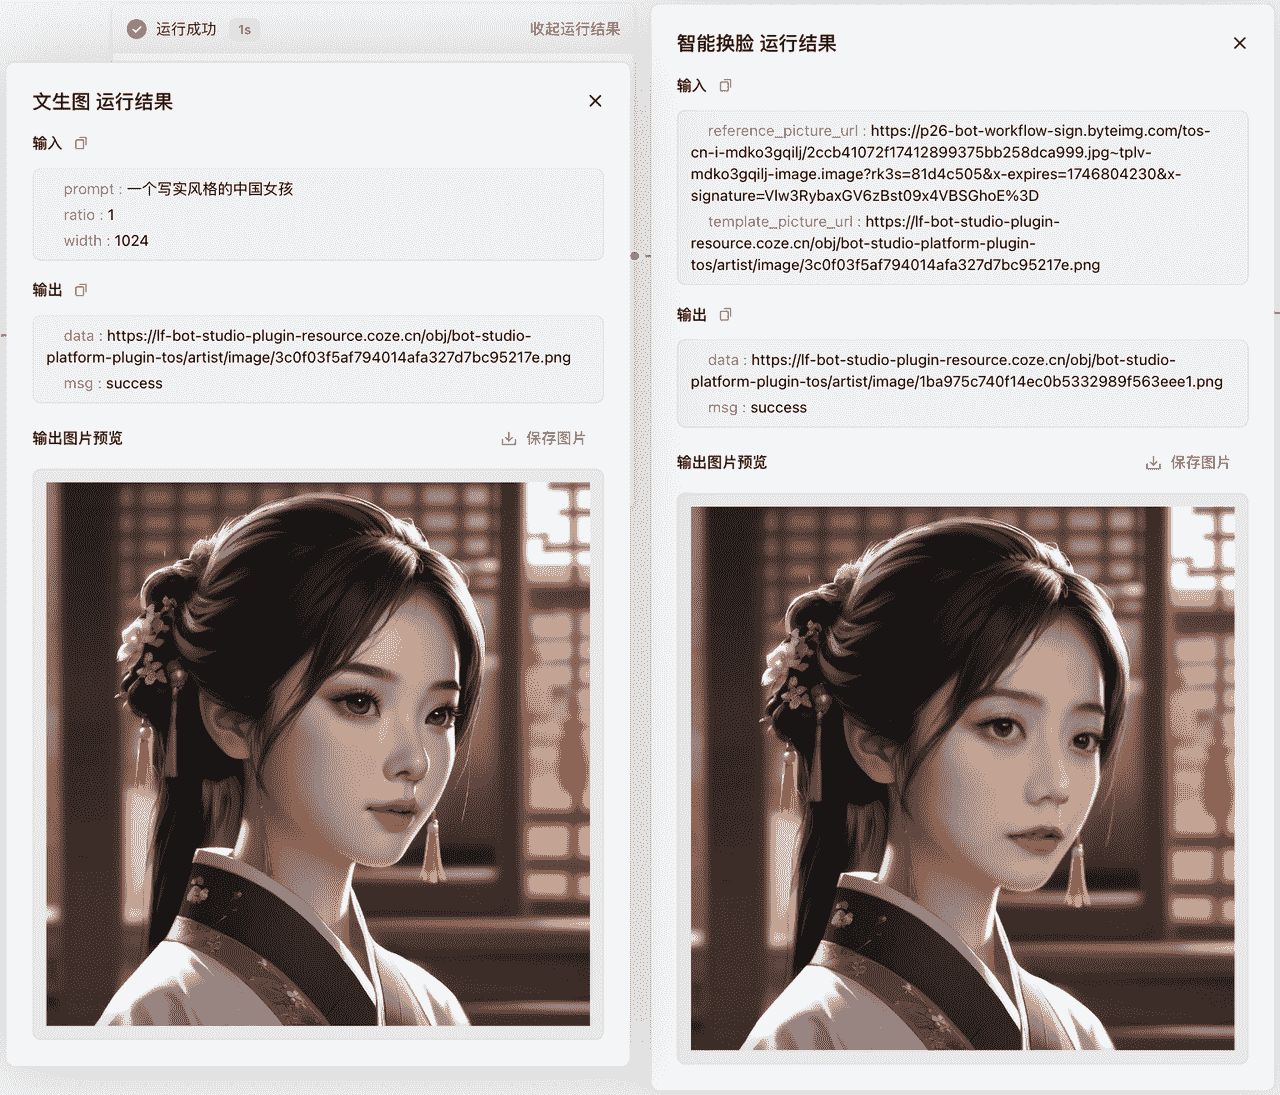 运行成功 1s 收起运行结果
文生图 运行结果
输入
prompt : 一个写实风格的中国女孩
ratio : 1
width : 1024
输出
data : https://lf-bot-studio-plugin-resource.coze.cn/obj/bot-studio-
platform-plugin-tos/artist/image/3c0f03f5af794014afa327d7bc95217e.png
msg : success
输出图片预览 保存图片
智能换脸 运行结果
输入
reference_picture_url : https://p26-bot-workflow-sign.byteimg.com/tos-
cn-i-mdko3gqilj/2ccb41072f17412899375bb258dca999.jpg~tplv-
mdko3gqilj-image.image?rk3s=81d4c505&x-expires=1746804230&x-
signature=Vlw3RybaxGV6zBst09x4VBSGhoE%3D
template_picture_url : https://lf-bot-studio-plugin-
resource.coze.cn/obj/bot-studio-platform-plugin-
tos/artist/image/3c0f03f5af794014afa327d7bc95217e.png
输出
data : https://lf-bot-studio-plugin-resource.coze.cn/obj/bot-studio-
platform-plugin-tos/artist/image/1ba975c740f14ec0b5332989f563eee1.png
msg : success
输出图片预览 保存图片